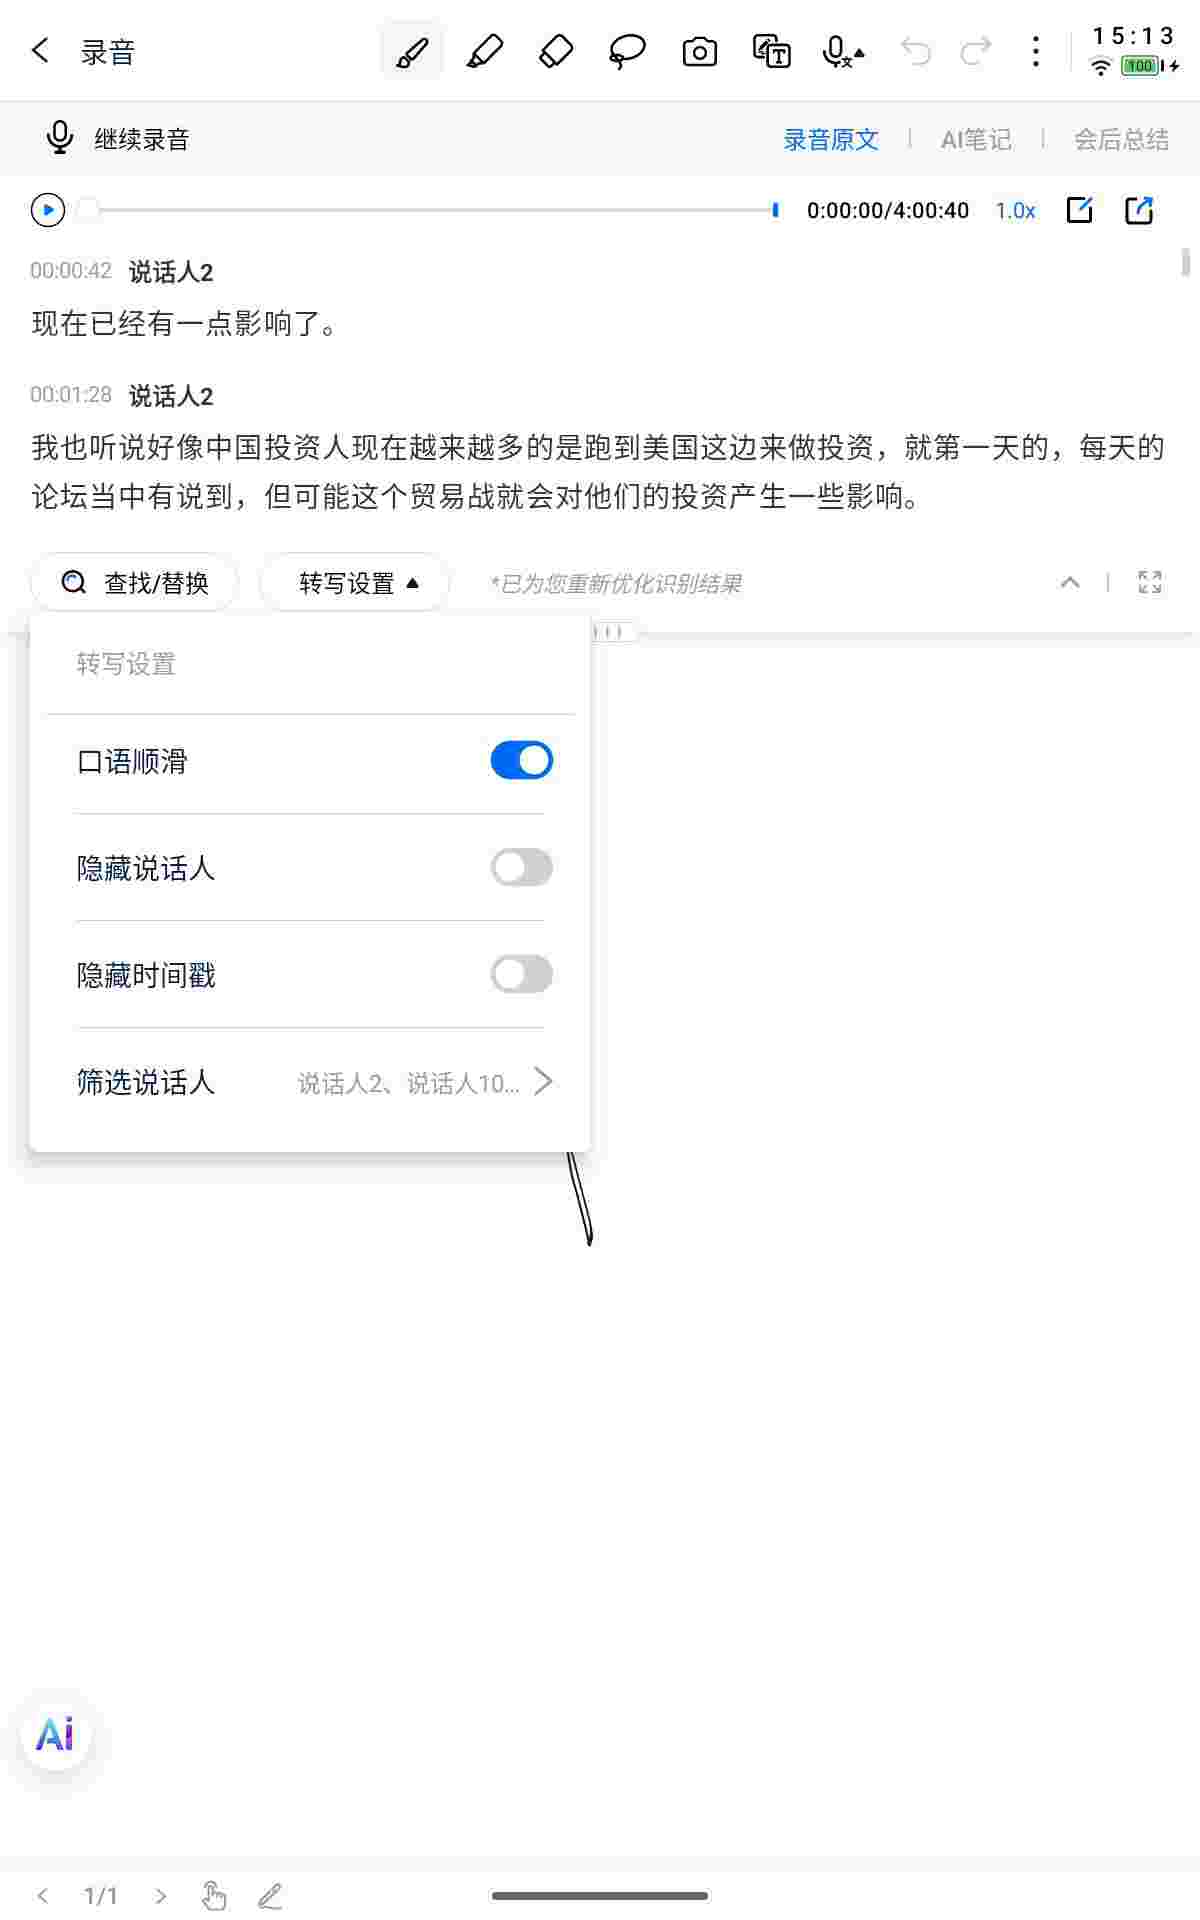 录音
15:13
100
继续录音
录音原文
AI笔记
会后总结
0:00:00/4:00:40
1.0x
00:00:42 说话人2
现在已经有一点影响了。
00:01:28 说话人2
我也听说好像中国投资人现在越来越多的是跑到美国这边来做投资，就第一天的，每天的
论坛当中有说到，但可能这个贸易战就会对他们的投资产生一些影响。
查找/替换
转写设置
*已为您重新优化识别结果
转写设置
口语顺滑
隐藏说话人
隐藏时间戳
筛选说话人 说话人2、说话人10...
Ai
1/1